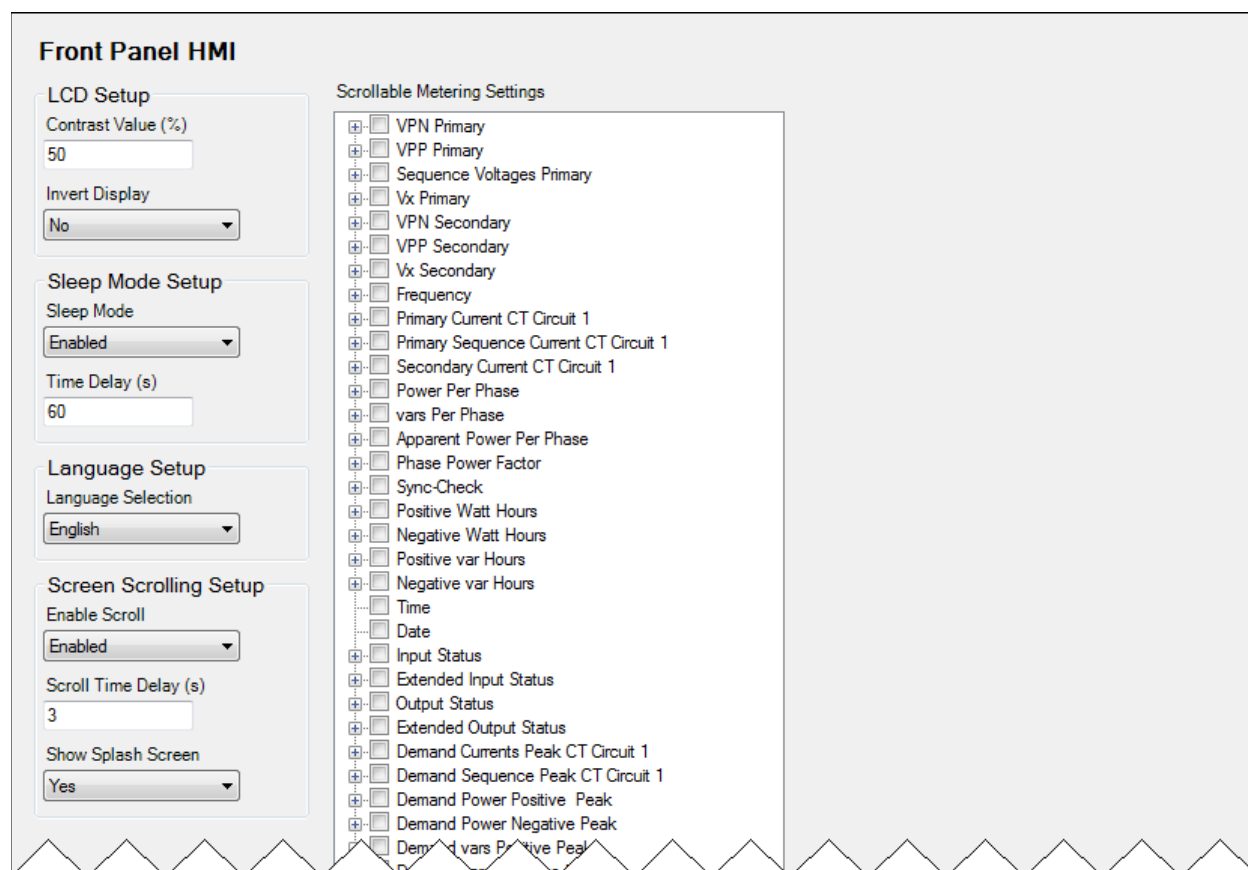 Front Panel HMI
LCD Setup
Contrast Value (%)
50
Invert Display
No
Sleep Mode Setup
Sleep Mode
Enabled
Time Delay (s)
60
Language Setup
Language Selection
English
Screen Scrolling Setup
Enable Scroll
Enabled
Scroll Time Delay (s)
3
Show Splash Screen
Yes
Scrollable Metering Settings
VPN Primary
VPP Primary
Sequence Voltages Primary
Vx Primary
VPN Secondary
VPP Secondary
Vx Secondary
Frequency
Primary Current CT Circuit 1
Primary Sequence Current CT Circuit 1
Secondary Current CT Circuit 1
Power Per Phase
vars Per Phase
Apparent Power Per Phase
Phase Power Factor
Sync-Check
Positive Watt Hours
Negative Watt Hours
Positive var Hours
Negative var Hours
Time
Date
Input Status
Extended Input Status
Output Status
Extended Output Status
Demand Currents Peak CT Circuit 1
Demand Sequence Peak CT Circuit 1
Demand Power Positive  Peak
Demand Power Negative Peak
Demand vars Positive Peak